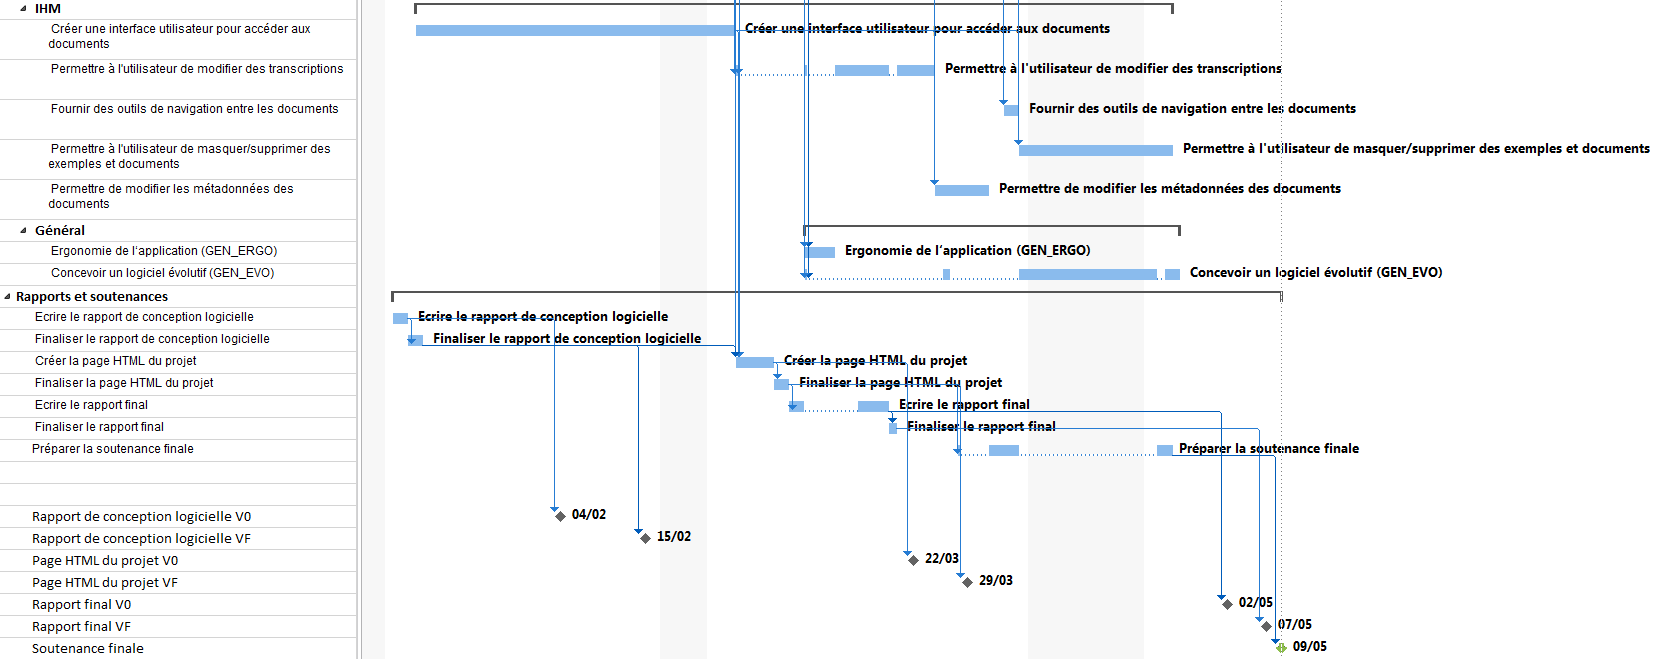 IHM
Créer une interface utilisateur pour accéder aux
documents
Créer une interface utilisateur pour accéder aux documents
Permettre à l'utilisateur de modifier des transcriptions
Permettre à l'utilisateur de modifier des transcriptions
Fournir des outils de navigation entre les documents
Fournir des outils de navigation entre les documents
Permettre à l'utilisateur de masquer/supprimer des
exemples et documents
Permettre à l'utilisateur de masquer/supprimer des exemples et documents
Permettre de modifier les métadonnées des
documents
Permettre de modifier les métadonnées des documents
Général
Ergonomie de l'application (GEN_ERGO)
Ergonomie de l'application (GEN_ERGO)
Concevoir un logiciel évolutif (GEN_EVO)
Concevoir un logiciel évolutif (GEN_EVO)
Rapports et soutenances
Ecrire le rapport de conception logicielle
Ecrire le rapport de conception logicielle
Finaliser le rapport de conception logicielle
Finaliser le rapport de conception logicielle
Créer la page HTML du projet
Créer la page HTML du projet
Finaliser la page HTML du projet
Finaliser la page HTML du projet
Ecrire le rapport final
Ecrire le rapport final
Finaliser le rapport final
Finaliser le rapport final
Préparer la soutenance finale
Préparer la soutenance finale
Rapport de conception logicielle V0
04/02
Rapport de conception logicielle VF
15/02
Page HTML du projet V0
22/03
Page HTML du projet VF
29/03
Rapport final V0
02/05
Rapport final VF
07/05
Soutenance finale
09/05